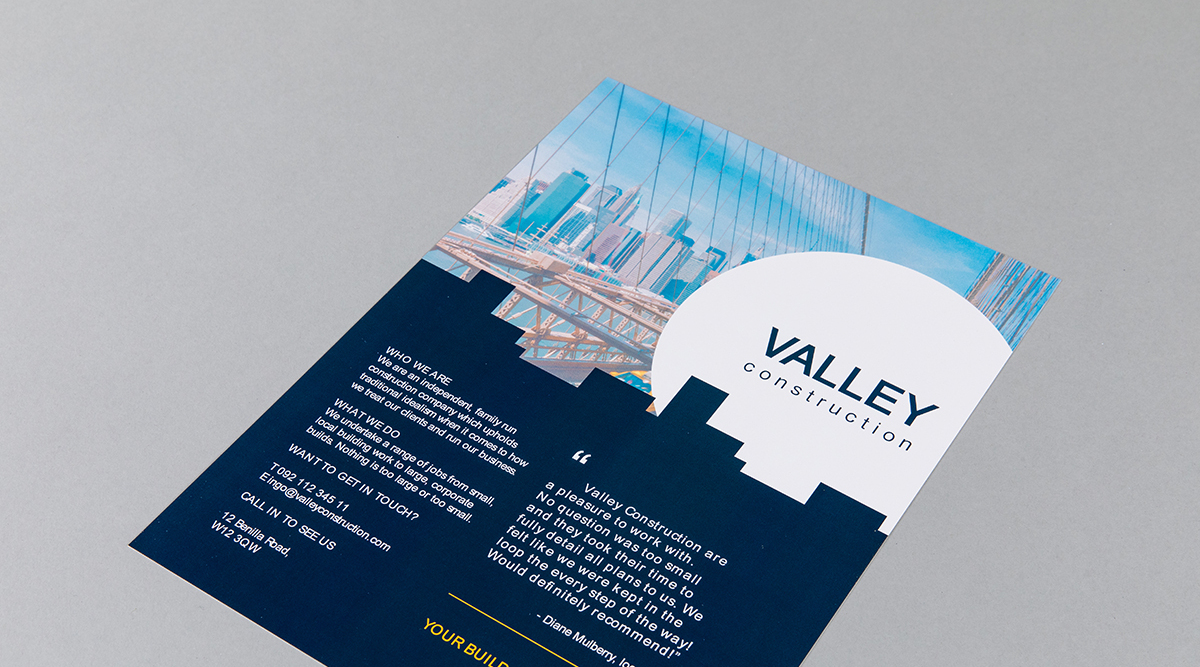 VALLEY
construction
WHO WE ARE
We are an independent, family run
construction company which upholds
traditional idealism when it comes to how
we treat our clients and run our business.
WHAT WE DO
We undertake a range of jobs from small,
local building work to large, corporate
builds. Nothing is too large or too small.
WANT TO GET IN TOUCH?
T 092 112 345 11
E ingo@valleyconstruction.com
CALL IN TO SEE US
12 Benilla Road,
W12 3QW
“
Valley Construction are
a pleasure to work with.
No question was too small
and they took their time to
fully detail all plans to us. We
felt like we were kept in the
loop the every step of the way!
Would definitely recommend!"
- Diane Mulberry,
YOUR